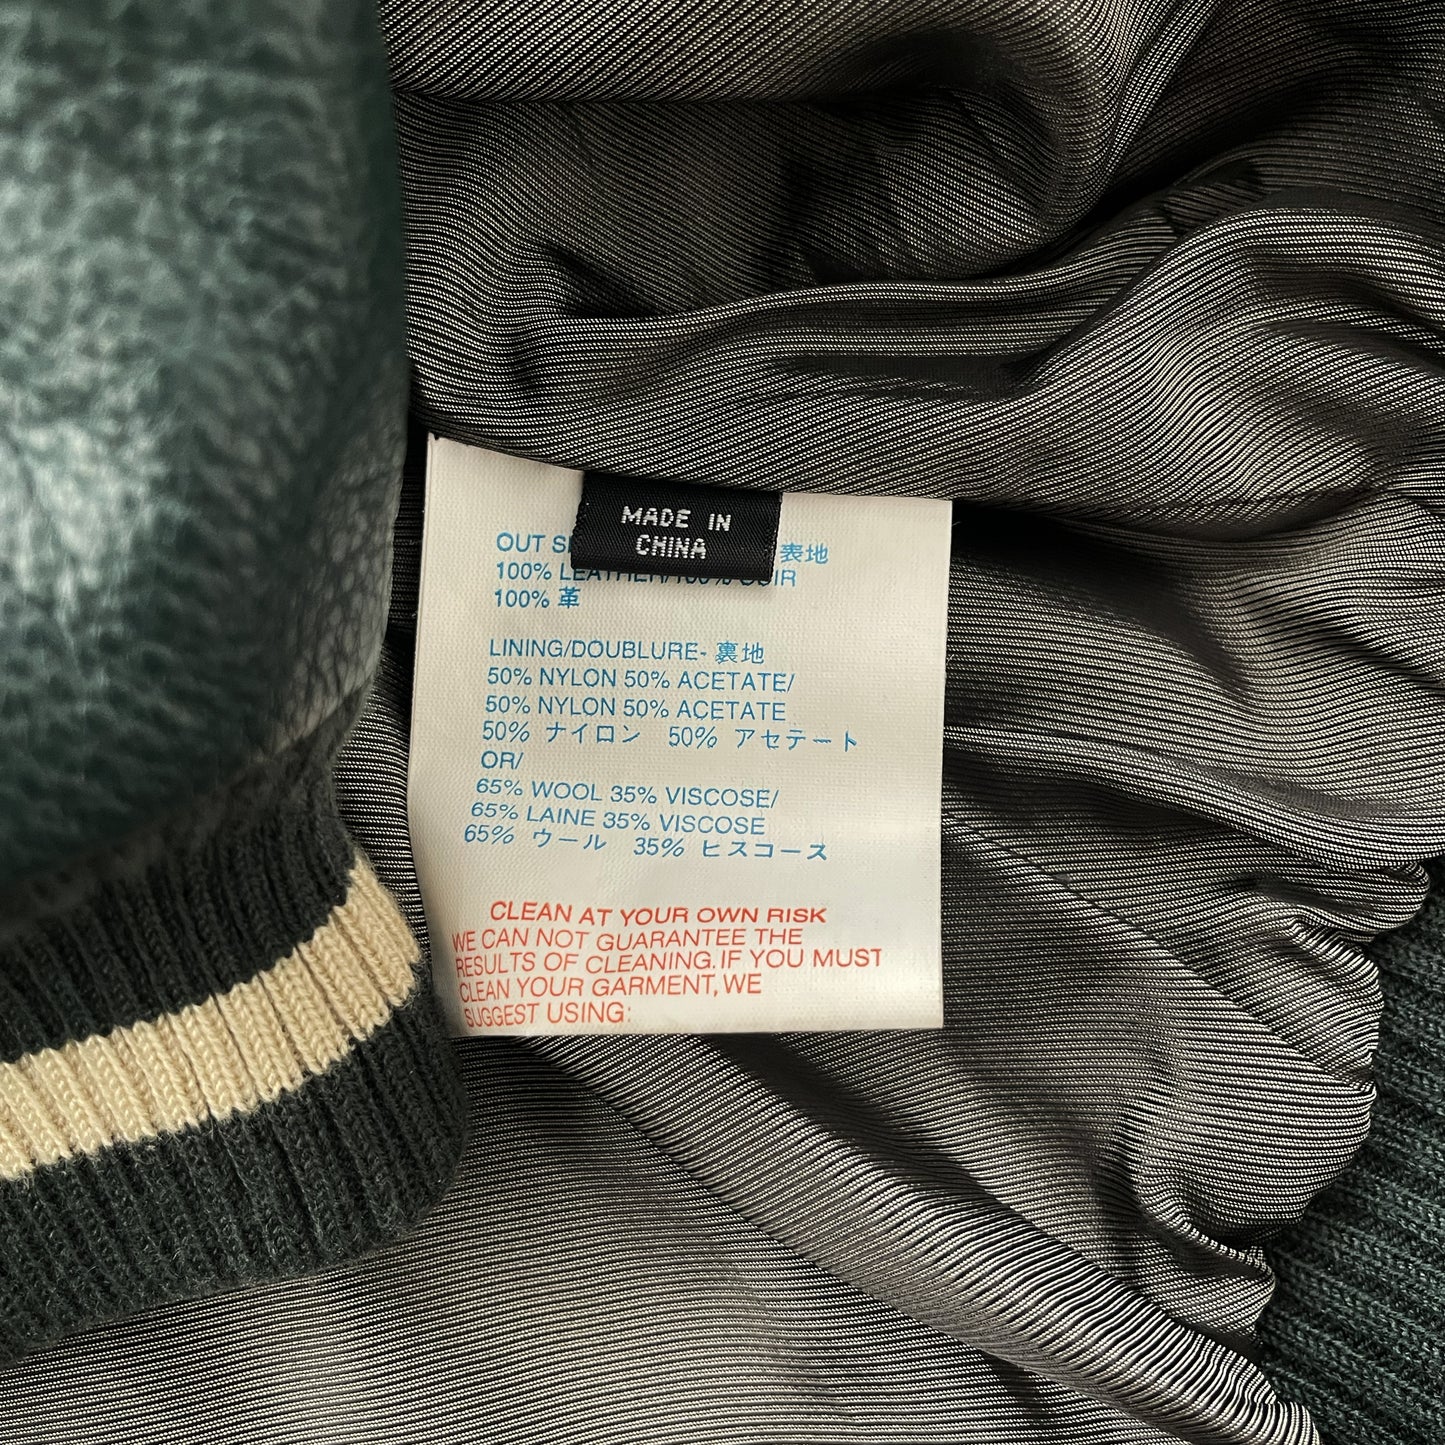 MADE IN
CHINA
OUT 表地
100% LEATHER/100% CUIR
100% 革
LINING/DOUBLURE- 裏地
50% NYLON 50% ACETATE/
50% NYLON 50% ACETATE
50% ナイロン 50% アセテート
OR/
65% WOOL 35% VISCOSE/
65% LAINE 35% VISCOSE
65% ウール 35% ヒスコース
CLEAN AT YOUR OWN RISK
WE CAN NOT GUARANTEE THE
RESULTS OF CLEANING. IF YOU MUST
CLEAN YOUR GARMENT, WE
SUGGEST USING: